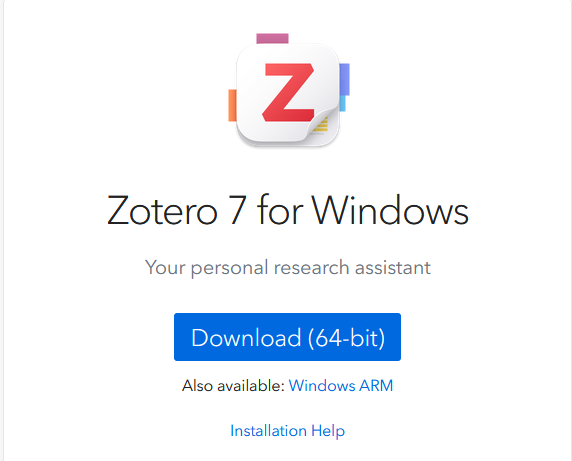 Z
Zotero 7 for Windows
Your personal research assistant
Download (64-bit)
Also available: Windows ARM
Installation Help